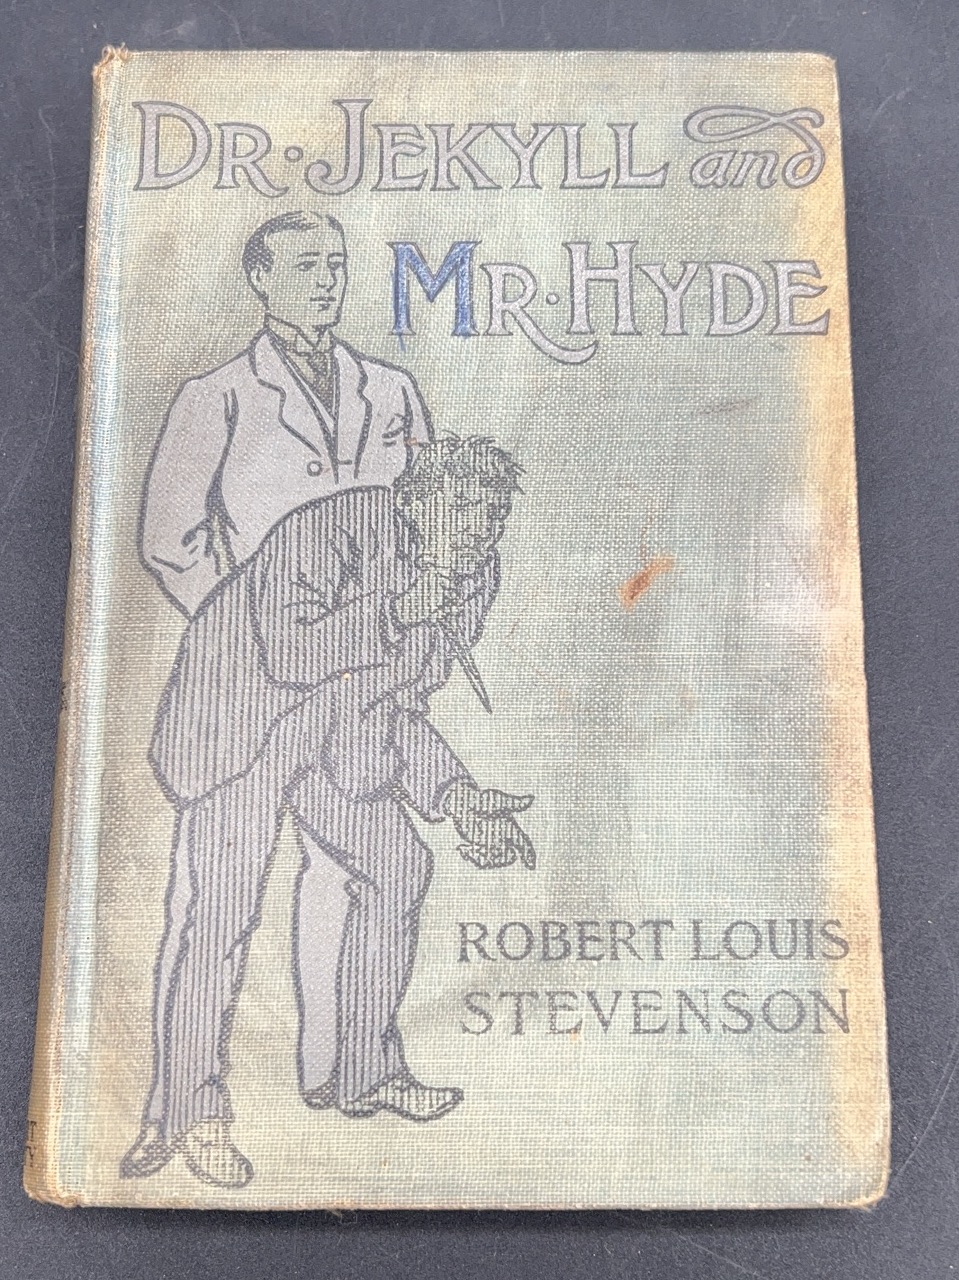 DR. JEKYLL and
MR. HYDE
ROBERT LOUIS
STEVENSON